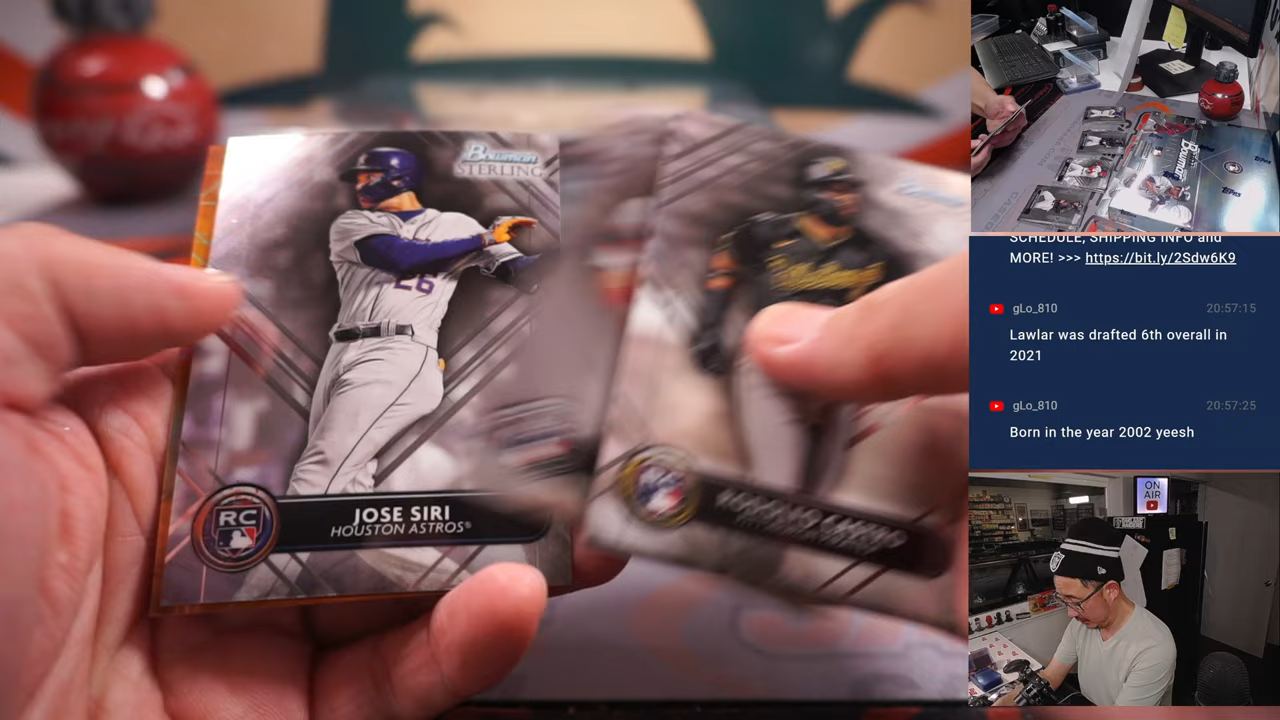 Bowman
STERLING
26
RC
JOSE SIRI
HOUSTON ASTROS®
Bowman
SCHEDULE, SHIPPING INFO and
MORE! >>> https://bit.ly/2Sdw6K9
gLo_810
20:57:15
Lawlar was drafted 6th overall in
2021
gLo_810
20:57:25
Born in the year 2002 yeesh
ON
AIR